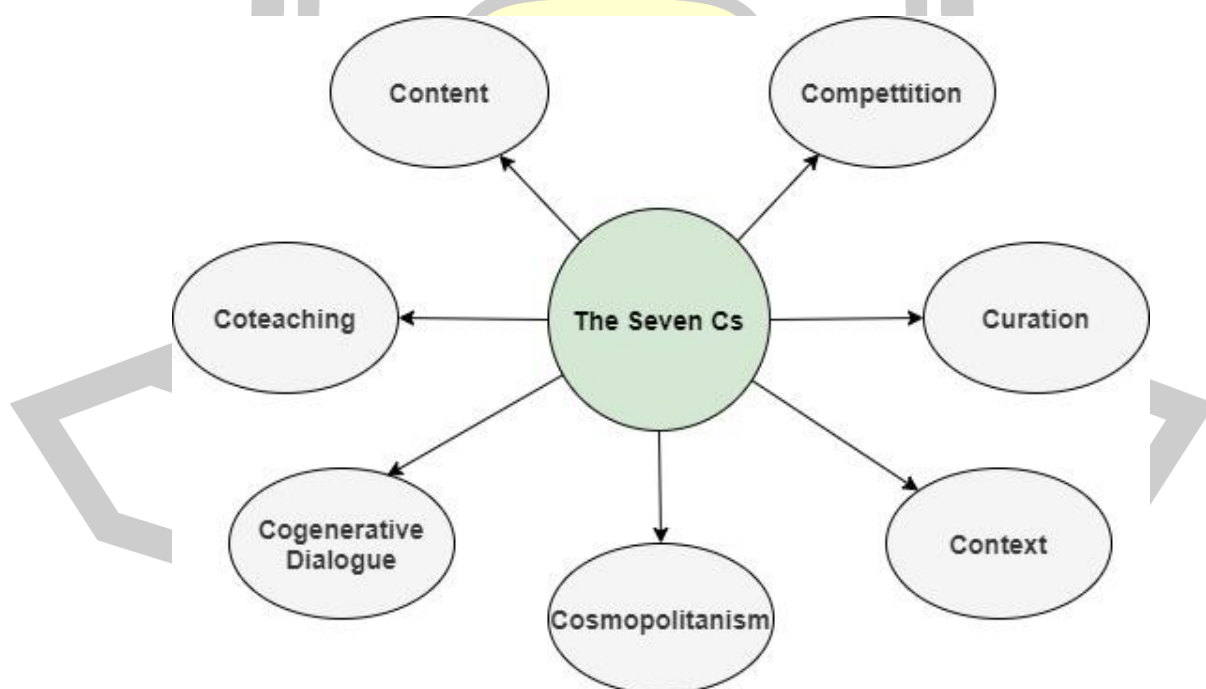 Content
Compettition
Coteaching
The Seven Cs
Curation
Cogenerative
Dialogue
Cosmopolitanism
Context